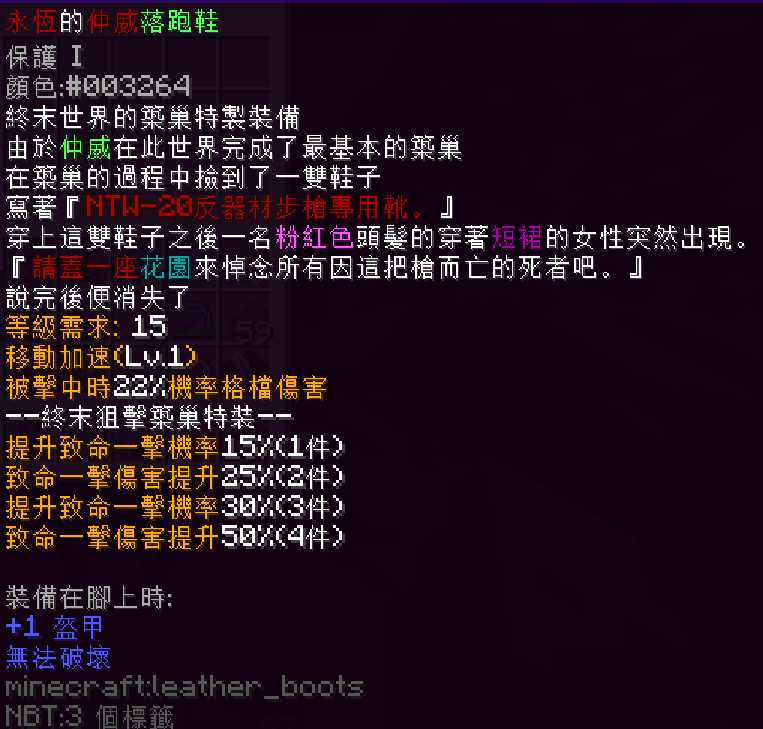 永恆的仲威落跑鞋
保護 I
顏色:#003264
終末世界的築巢特製裝備
由於仲威在此世界完成了最基本的築巢
在築巢的過程中撿到了一雙鞋子
寫著『NTW-20反器材步槍專用靴。』
穿上這雙鞋子之後一名粉紅色頭髮的穿著短裙的女性突然出現。
『請蓋一座花園來悼念所有因這把槍而亡的死者吧。』
說完後便消失了
等級需求: 15
移動加速(Lv.1)
被擊中時22%機率格檔傷害
--終末狙擊築巢特裝--
提升致命一擊機率15%(1件)
致命一擊傷害提升25%(2件)
提升致命一擊機率30%(3件)
致命一擊傷害提升50%(4件)
裝備在腳上時:
+1 盔甲
無法破壞
minecraft:leather_boots
NBT:3 個標籤
59